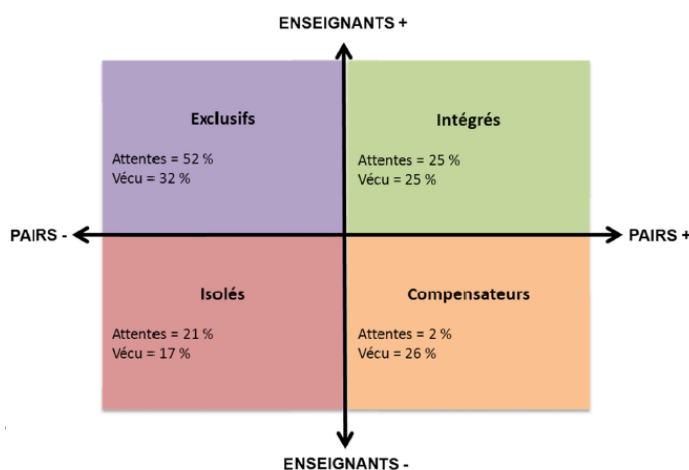 ENSEIGNANTS +
Exclusifs
Attentes = 52 %
Vécu = 32 %
Intégrés
Attentes = 25 %
Vécu = 25 %
PAIRS -
PAIRS +
Isolés
Attentes = 21 %
Vécu = 17 %
Compensateurs
Attentes = 2 %
Vécu = 26 %
ENSEIGNANTS -